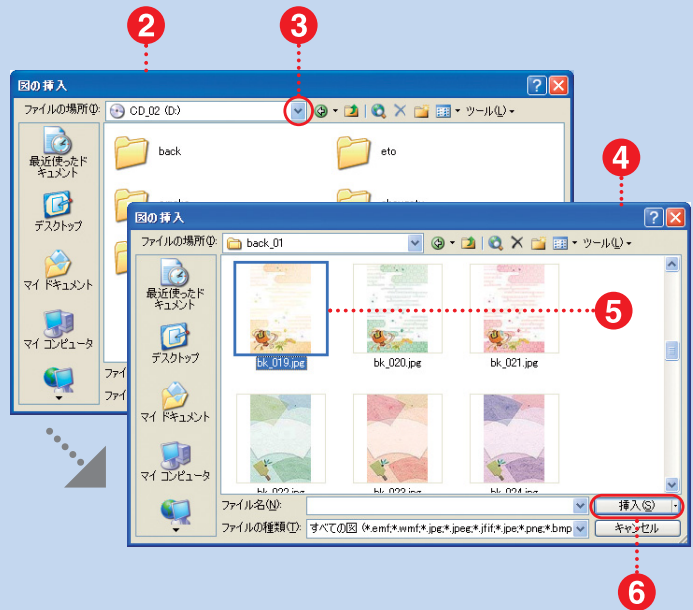 2
3
図の挿入
ファイルの場所(I):
CD_02 (D:)
ツール(L)
back
eto
最近使ったド
キュメント
デスクトップ
マイ ドキュメント
マイ コンピュータ
4
図の挿入
ファイルの場所(I):
back_01
ツール(L)
最近使ったド
キュメント
デスクトップ
マイ ドキュメント
マイ コンピュータ
bk_019.jpg
bk_020.jpg
bk_021.jpg
5
bk_022.jpg
bk_023.jpg
bk_024.jpg
ファイル名(N):
挿入(S)
ファイルの種類(T):
すべての図 (*.emf;*.wmf;*.jpg;*.jpeg;*.jfif;*.jpe;*.png;*.bmp
キャンセル
6